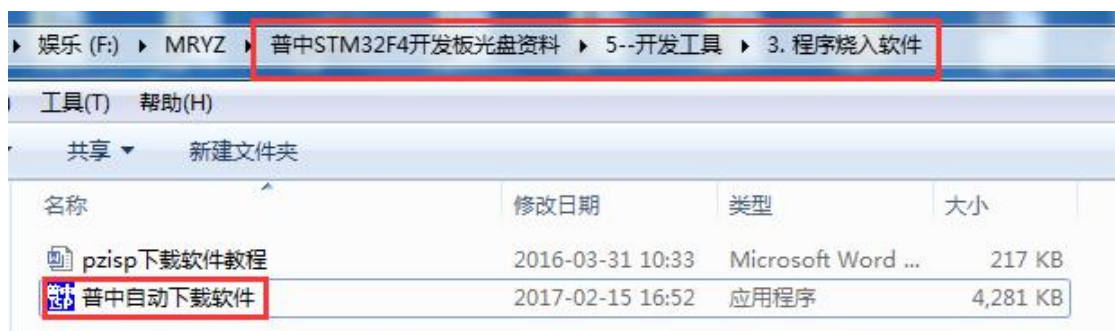 娱乐 (F:) ▸ MRYZ ▸ 普中STM32F4开发板光盘资料 ▸ 5--开发工具 ▸ 3. 程序烧入软件
工具(T) 帮助(H)
共享 ▼ 新建文件夹
名称 修改日期 类型 大小
pzisp下载软件教程 2016-03-31 10:33 Microsoft Word ... 217 KB
普中自动下载软件 2017-02-15 16:52 应用程序 4,281 KB